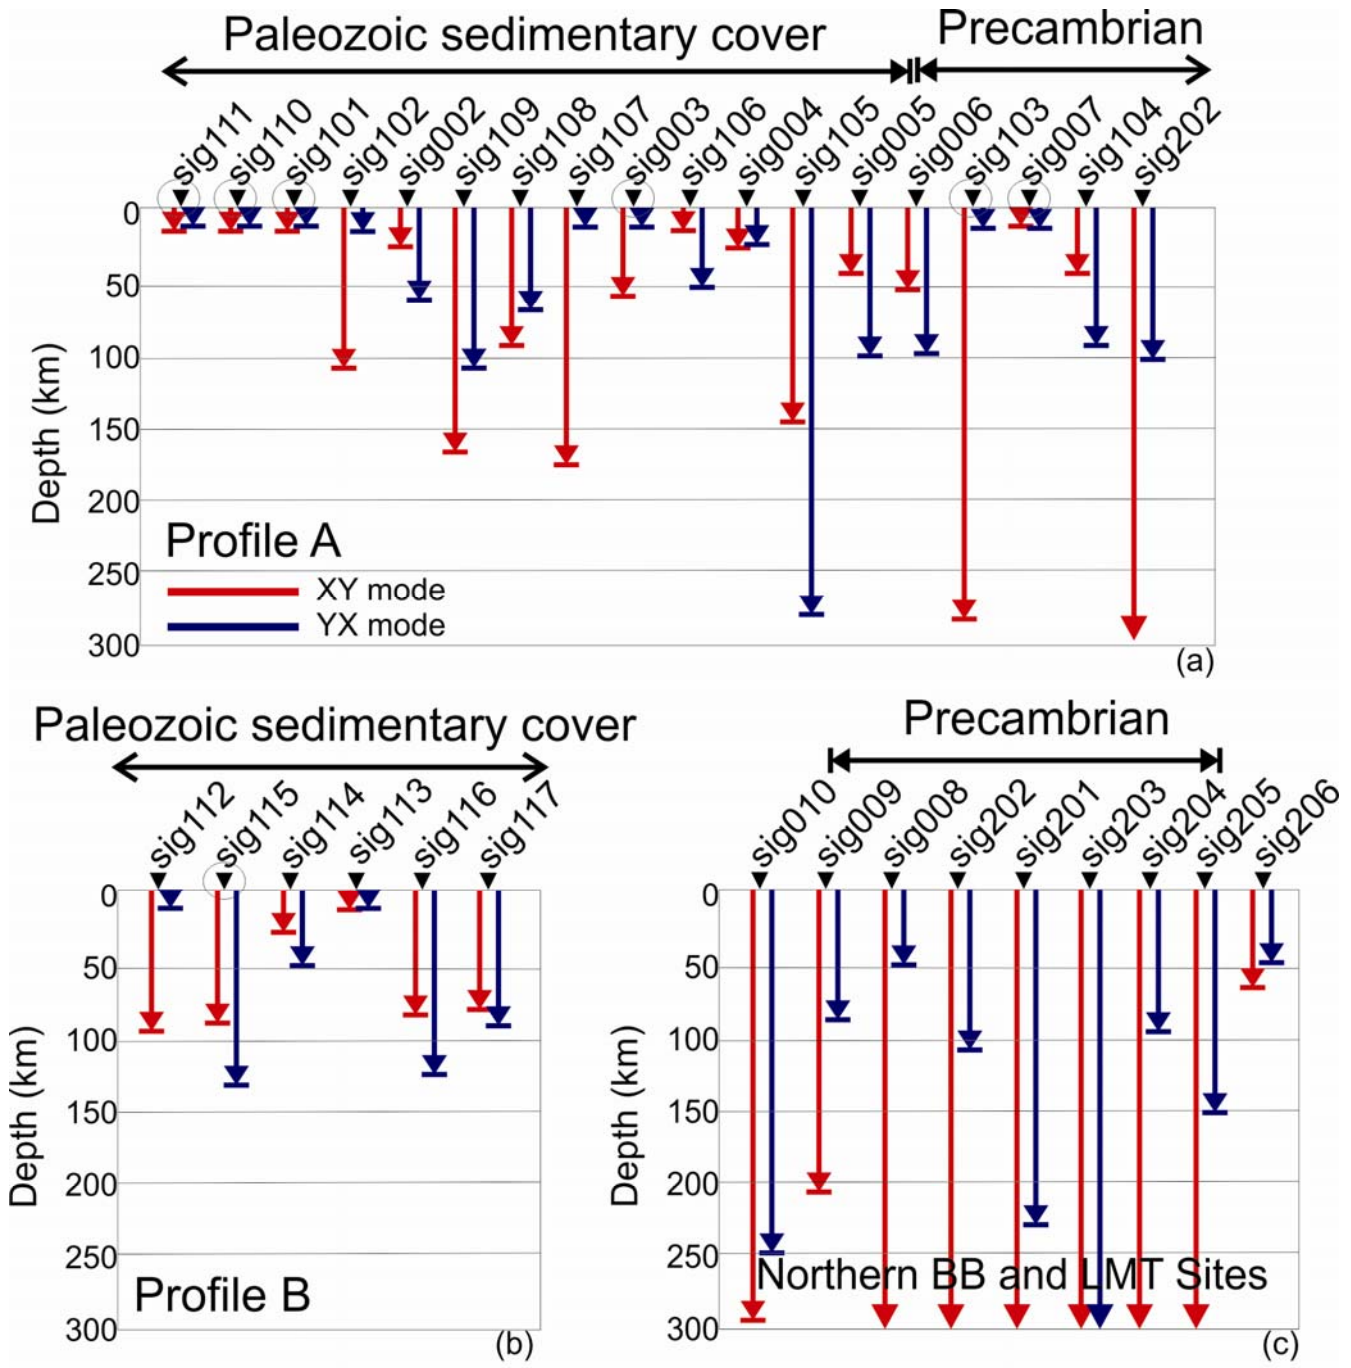 Paleozoic sedimentary cover
Precambrian
sig111 sig110 sig101 sig102 sig002 sig109 sig108 sig107 sig003 sig106 sig004 sig105 sig005 sig006 sig103 sig007 sig104 sig202
0
50
100
150
200
250
300
Depth (km)
Profile A
XY mode
YX mode
(a)
Paleozoic sedimentary cover
sig112 sig115 sig114 sig113 sig116 sig117
0
50
100
150
200
250
300
Depth (km)
Profile B
(b)
Precambrian
sig010 sig009 sig008 sig202 sig201 sig203 sig204 sig205 sig206
0
50
100
150
200
250
300
Depth (km)
Northern BB and LMT Sites
(c)